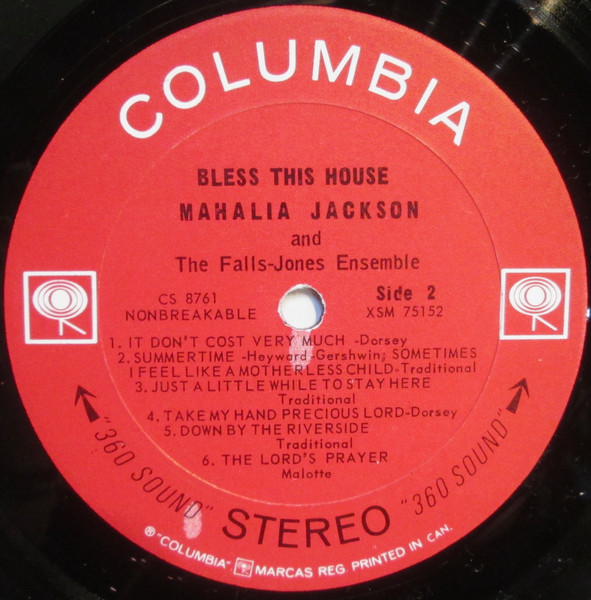 COLUMBIA
BLESS THIS HOUSE
MAHALIA JACKSON
and
The Falls-Jones Ensemble
CS 8761
NONBREAKABLE
Side 2
XSM 75152
1. IT DON'T COST VERY MUCH -Dorsey
2. SUMMERTIME -Heyward-Gershwin; SOMETIMES
I FEEL LIKE A MOTHERLESS CHILD-Traditional
3. JUST A LITTLE WHILE TO STAY HERE
Traditional
4. TAKE MY HAND PRECIOUS LORD-Dorsey
5. DOWN BY THE RIVERSIDE
Traditional
6. THE LORD'S PRAYER
Malotte
"360 SOUND" STEREO "360 SOUND"
® "COLUMBIA" MARCAS REG. PRINTED IN CAN.